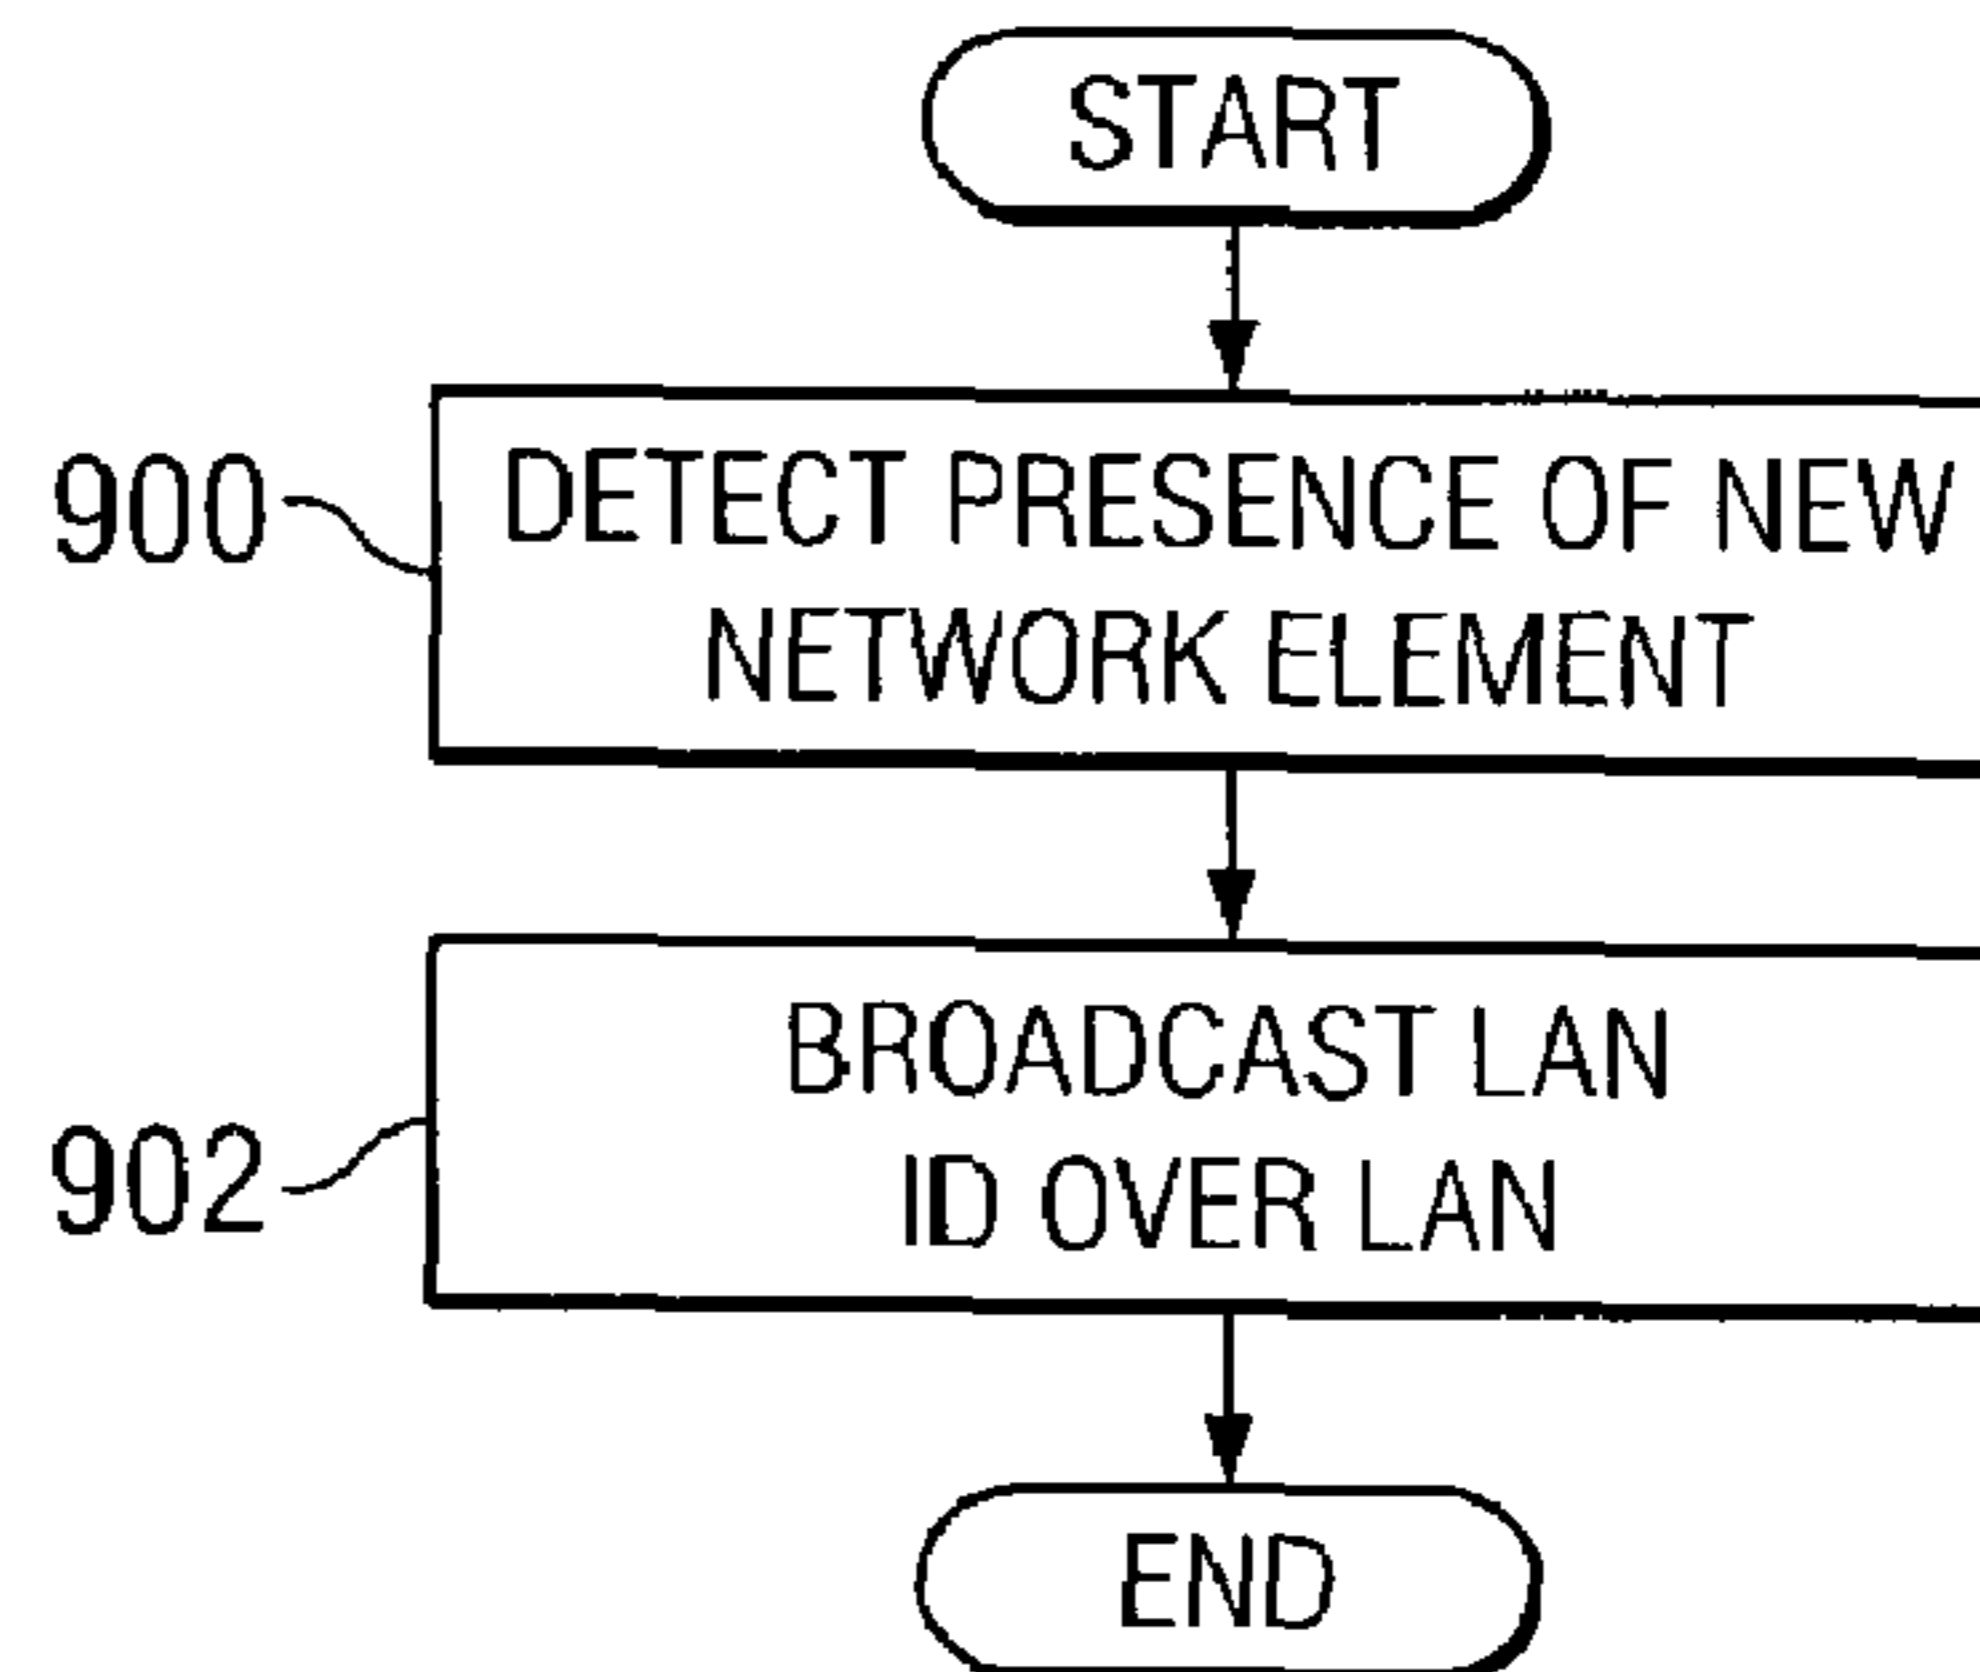 START
900
DETECT PRESENCE OF NEW
NETWORK ELEMENT
902
BROADCAST LAN
ID OVER LAN
END